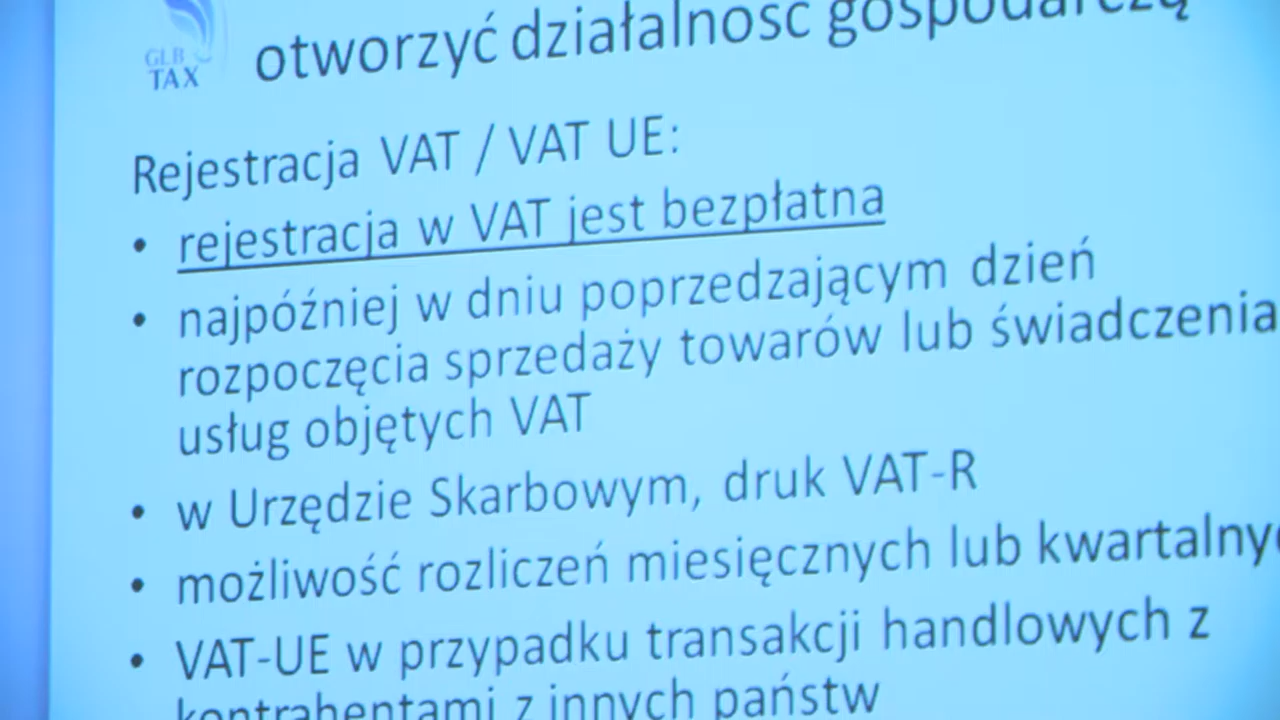 GLB
TAX
otworzyć działalnosc gospodarczą
Rejestracja VAT / VAT UE:
• rejestracja w VAT jest bezpłatna
• najpóźniej w dniu poprzedzającym dzień
rozpoczęcia sprzedaży towarów lub świadczenia
usług objętych VAT
• w Urzędzie Skarbowym, druk VAT-R
• możliwość rozliczeń miesięcznych lub kwartalny
• VAT-UE w przypadku transakcji handlowych z
kontrahentami z innych państw